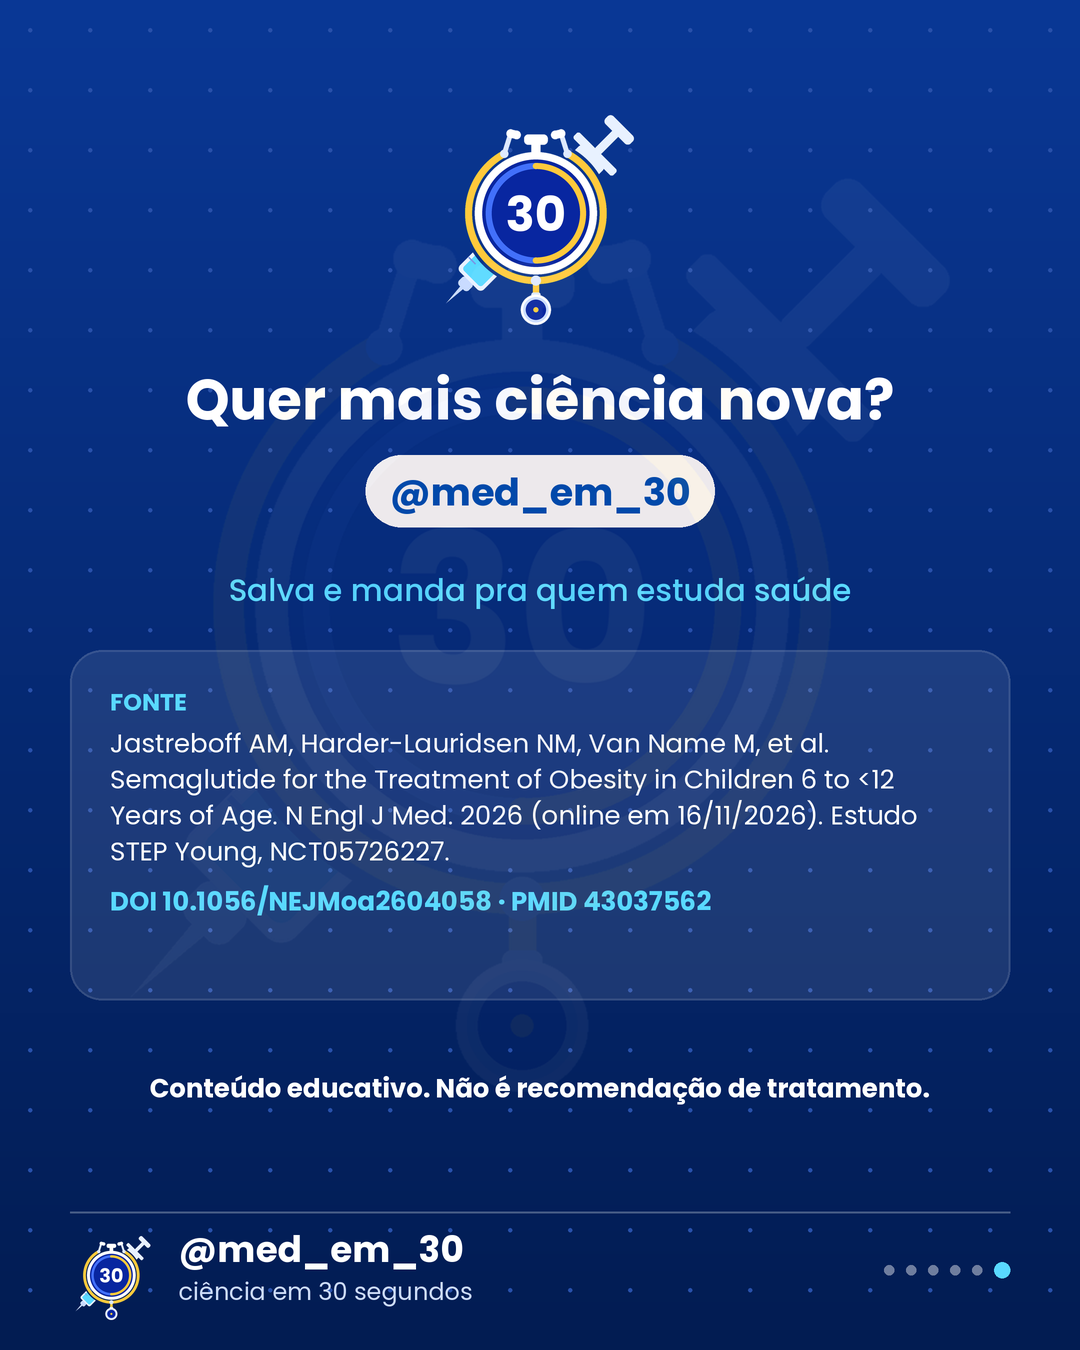 30
Quer mais ciência nova?
@med_em_30
30
Salva e manda pra quem estuda saúde
FONTE
Jastreboff AM, Harder-Lauridsen NM, Van Name M, et al.
Semaglutide for the Treatment of Obesity in Children 6 to <12
Years of Age. N Engl J Med. 2026 (online em 16/11/2026). Estudo
STEP Young, NCT05726227.
DOI 10.1056/NEJMoa2604058 · PMID 43037562
Conteúdo educativo. Não é recomendação de tratamento.
30
@med_em_30
ciência em 30 segundos